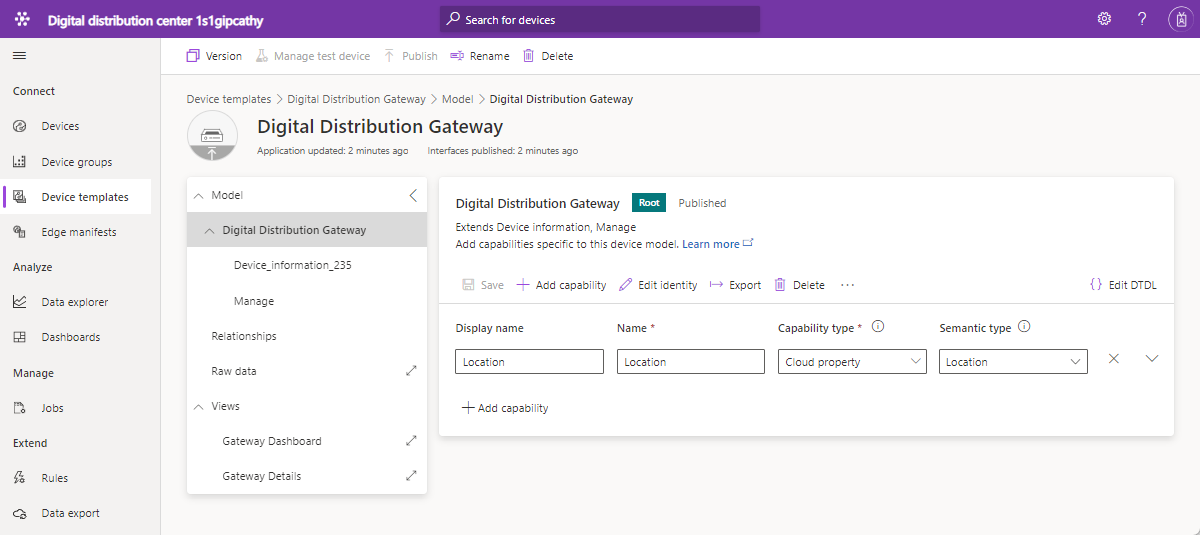 Digital distribution center 1s1gipcathy
Search for devices
?
Connect
Devices
Device groups
Device templates
Edge manifests
Analyze
Data explorer
Dashboards
Manage
Jobs
Extend
Rules
Data export
Version
Manage test device
Publish
Rename
Delete
Device templates > Digital Distribution Gateway > Model > Digital Distribution Gateway
Digital Distribution Gateway
Application updated: 2 minutes ago Interfaces published: 2 minutes ago
Model
Digital Distribution Gateway
Device_information_235
Manage
Relationships
Raw data
Views
Gateway Dashboard
Gateway Details
Digital Distribution Gateway Root Published
Extends Device information, Manage
Add capabilities specific to this device model. Learn more
Save + Add capability Edit identity Export Delete ... {} Edit DTDL
Display name Name * Capability type * Semantic type
Location Location Cloud property Location
+ Add capability